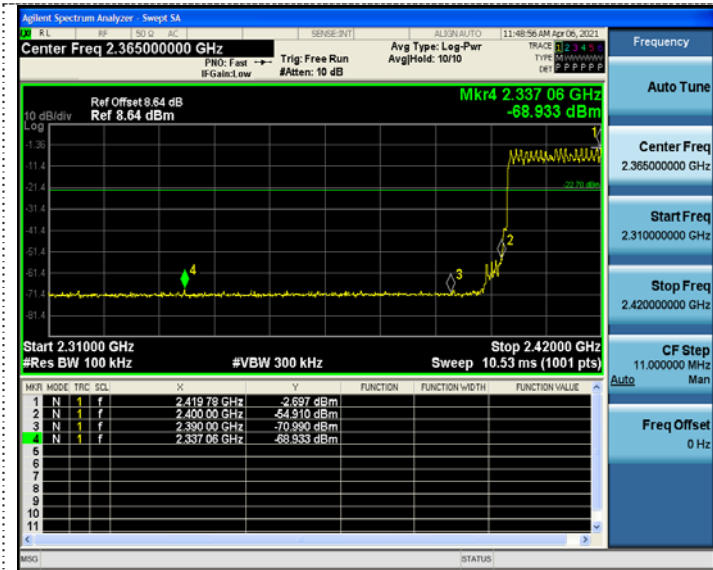 Agilent Spectrum Analyzer - Swept SA
RL RF 50 Ω AC SENSE:INT ALIGN AUTO 11:48:56 AM Apr 06, 2021
Center Freq 2.365000000 GHz
PNO: Fast
IFGain:Low
Trig: Free Run
#Atten: 10 dB
Avg Type: Log-Pwr
Avg|Hold: 10/10
TRACE 1 2 3 4 5 6
TYPE M W W W W W
DET P P P P P P
Ref Offset 8.64 dB
10 dB/div Ref 8.64 dBm
Log
Mkr4 2.337 06 GHz
-68.933 dBm
1
-1.36
-11.4
-21.4
-22.70 dBm
-31.4
-41.4
2
-51.4
4
3
-61.4
-71.4
-81.4
Start 2.31000 GHz Stop 2.42000 GHz
#Res BW 100 kHz #VBW 300 kHz Sweep 10.53 ms (1001 pts)
MKR MODE TRC SCL X Y FUNCTION FUNCTION WIDTH FUNCTION VALUE
1 N 1 f 2.419 78 GHz -2.697 dBm
2 N 1 f 2.400 00 GHz -54.910 dBm
3 N 1 f 2.390 00 GHz -70.990 dBm
4 N 1 f 2.337 06 GHz -68.933 dBm
5
6
7
8
9
10
11
MSG STATUS
Frequency
Auto Tune
Center Freq
2.365000000 GHz
Start Freq
2.310000000 GHz
Stop Freq
2.420000000 GHz
CF Step
11.000000 MHz
Auto Man
Freq Offset
0 Hz